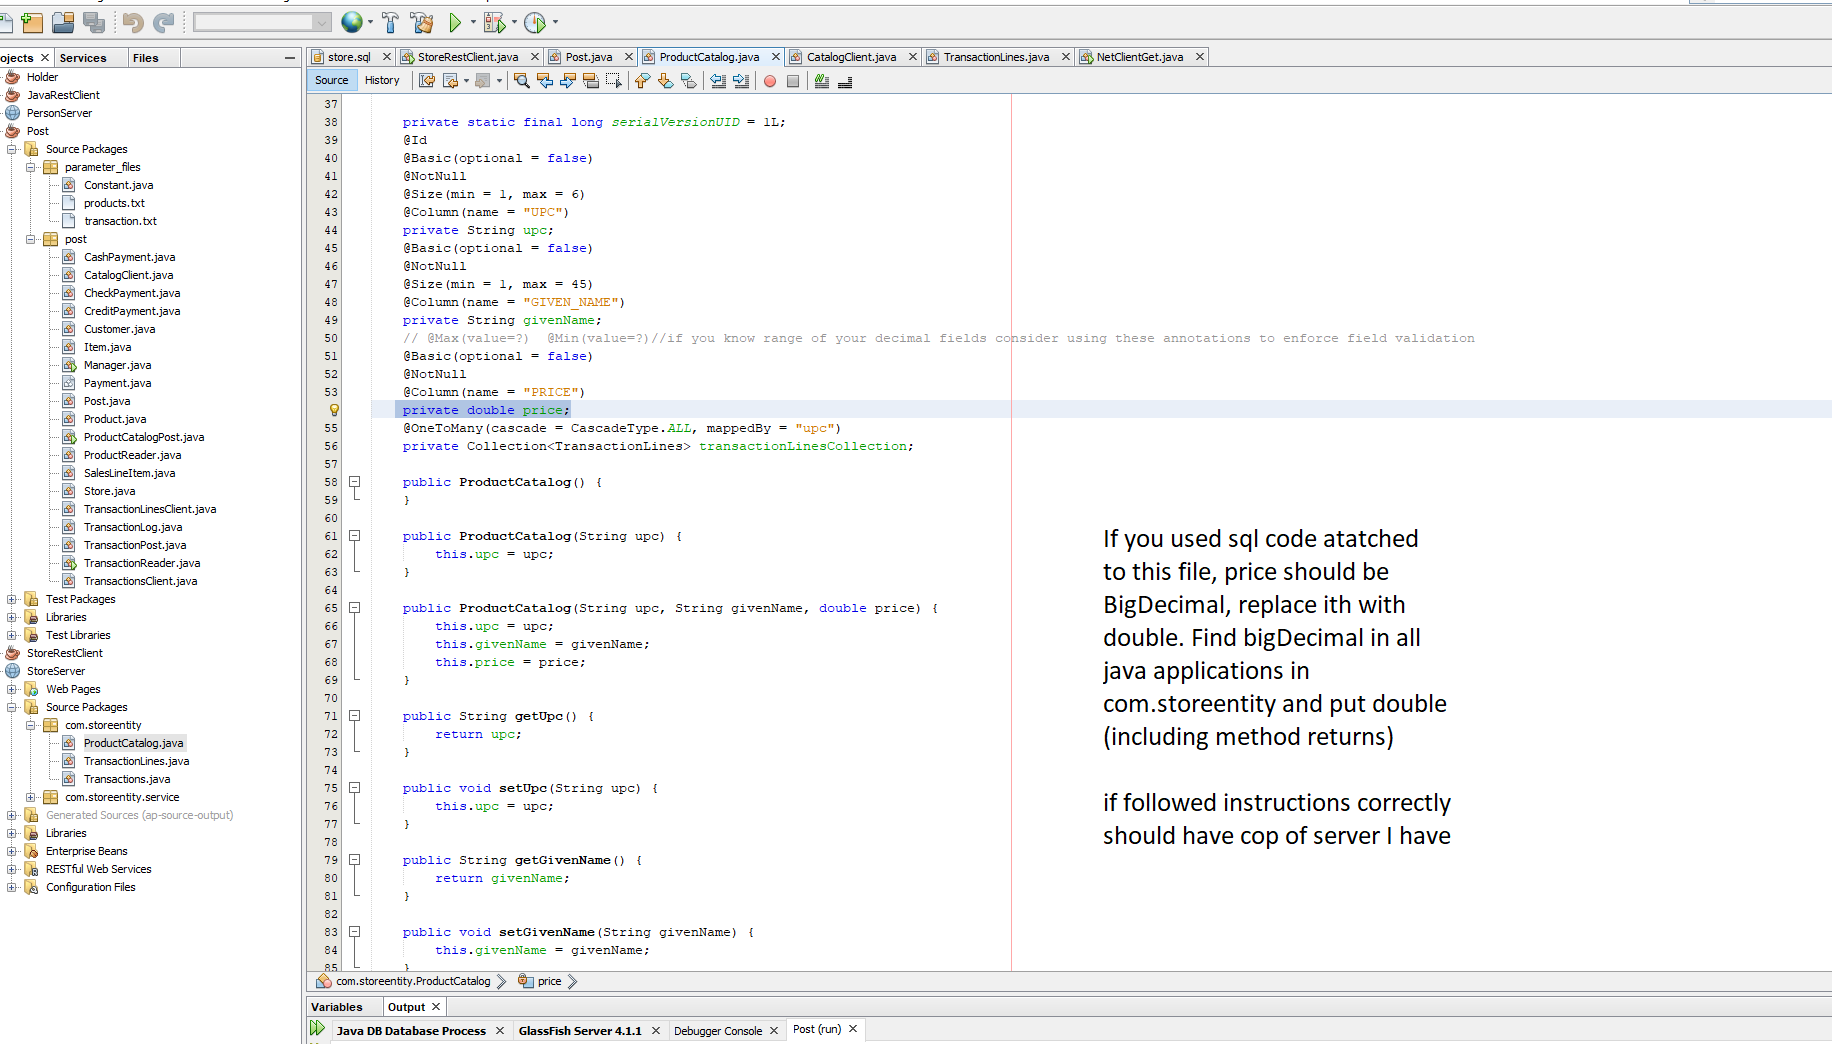 store.sql
StoreRestClient.java
Post.java
ProductCatalog.java
CatalogClient.java
TransactionLines.java
NetClientGet.java
ojects
Services
Files
Source
History
Holder
JavaRestClient
PersonServer
Post
Source Packages
parameter_files
Constant.java
products.txt
transaction.txt
post
CashPayment.java
CatalogClient.java
CheckPayment.java
CreditPayment.java
Customer.java
Item.java
Manager.java
Payment.java
Post.java
Product.java
ProductCatalogPost.java
ProductReader.java
SalesLineItem.java
Store.java
TransactionLinesClient.java
TransactionLog.java
TransactionPost.java
TransactionReader.java
TransactionsClient.java
Test Packages
Libraries
Test Libraries
StoreRestClient
StoreServer
Web Pages
Source Packages
com.storeentity
ProductCatalog.java
TransactionLines.java
Transactions.java
com.storeentity.service
Generated Sources (ap-source-output)
Libraries
Enterprise Beans
RESTful Web Services
Configuration Files
37
38 private static final long serialVersionUID = 1L;
39 @Id
40 @Basic(optional = false)
41 @NotNull
42 @Size(min = 1, max = 6)
43 @Column(name = "UPC")
44 private String upc;
45 @Basic(optional = false)
46 @NotNull
47 @Size(min = 1, max = 45)
48 @Column(name = "GIVEN_NAME")
49 private String givenName;
50 // @Max(value=?)  @Min(value=?)//if you know range of your decimal fields consider using these annotations to enforce field validation
51 @Basic(optional = false)
52 @NotNull
53 @Column(name = "PRICE")
private double price;
55 @OneToMany(cascade = CascadeType.ALL, mappedBy = "upc")
56 private Collection<TransactionLines> transactionLinesCollection;
57
58 public ProductCatalog() {
59 }
60
61 public ProductCatalog(String upc) {
62 this.upc = upc;
63 }
64
65 public ProductCatalog(String upc, String givenName, double price) {
66 this.upc = upc;
67 this.givenName = givenName;
68 this.price = price;
69 }
70
71 public String getUpc() {
72 return upc;
73 }
74
75 public void setUpc(String upc) {
76 this.upc = upc;
77 }
78
79 public String getGivenName() {
80 return givenName;
81 }
82
83 public void setGivenName(String givenName) {
84 this.givenName = givenName;
85 }
If you used sql code atatched
to this file, price should be
BigDecimal, replace ith with
double. Find bigDecimal in all
java applications in
com.storeentity and put double
(including method returns)
if followed instructions correctly
should have cop of server I have
com.storeentity.ProductCatalog
price
Variables
Output
Java DB Database Process
GlassFish Server 4.1.1
Debugger Console
Post (run)